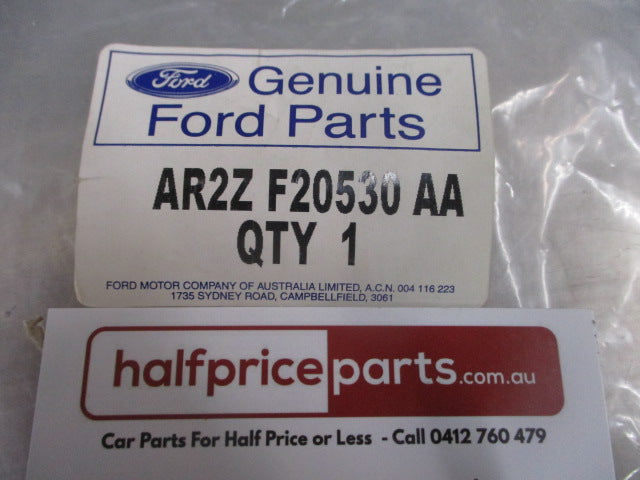 Ford Genuine
Ford Parts
AR2Z F20530 AA
QTY 1
FORD MOTOR COMPANY OF AUSTRALIA LIMITED, A.C.N. 004 116 223
1735 SYDNEY ROAD, CAMPBELLFIELD, 3061
halfpriceparts.com.au
Car Parts For Half Price or Less - Call 0412 760 479